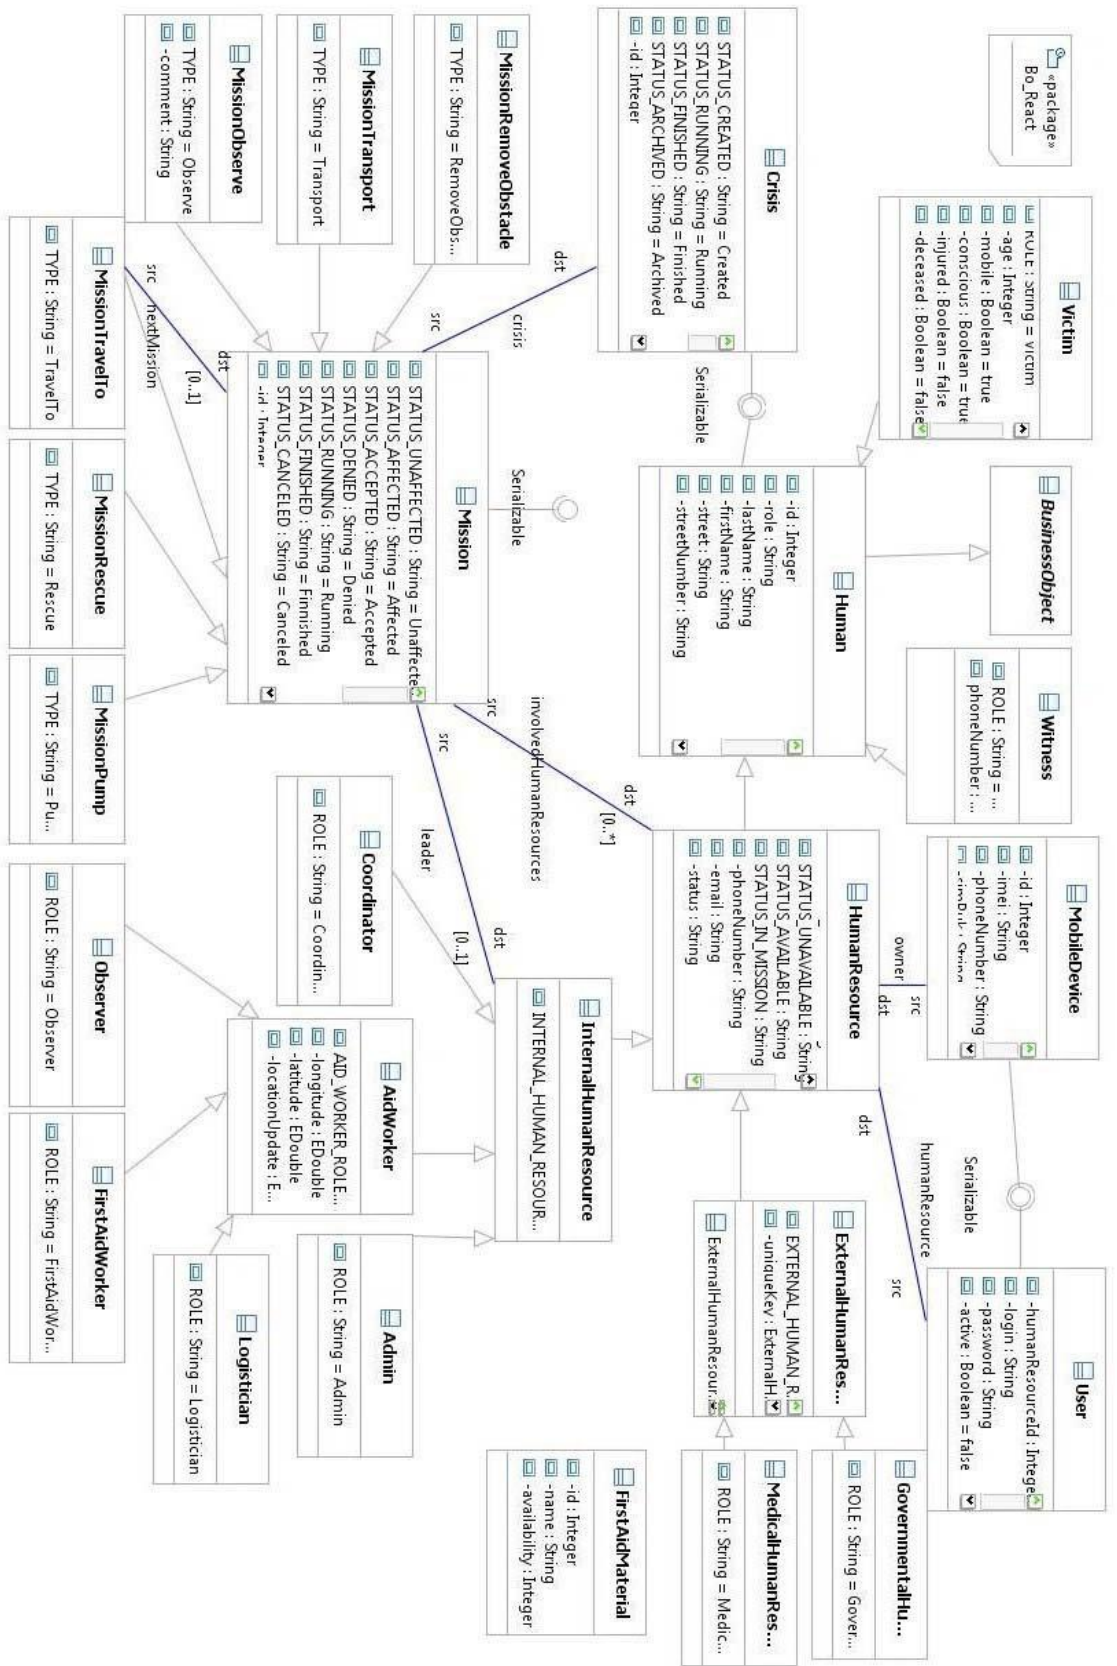 «package»
Bo_React
Victim
ROLE : String = victim
-age : Integer
-mobile : Boolean = true
-conscious : Boolean = true
-injured : Boolean = false
-deceased : Boolean = false
BusinessObject
Witness
ROLE : String = ...
phoneNumber : ...
MobileDevice
-id : Integer
-imei : String
-phoneNumber : String
User
-humanResourceId : Intege
-login : String
-password : String
-active : Boolean = false
Crisis
STATUS_CREATED : String = Created
STATUS_RUNNING : String = Running
STATUS_FINISHED : String = Finished
STATUS_ARCHIVED : String = Archived
-id : Integer
Serializable
Human
-id : Integer
-role : String
-lastName : String
-firstName : String
-street : String
-streetNumber : String
HumanResource
STATUS_UNAVAILABLE : String
STATUS_AVAILABLE : String
STATUS_IN_MISSION : String
-phoneNumber : String
-email : String
-status : String
owner
src
dst
Serializable
humanResource
dst
src
ExternalHumanRes...
EXTERNAL_HUMAN_R...
-uniqueKey : ExternalH...
ExternalHumanResour...
GovernmentalHu...
ROLE : String = Gover...
MedicalHumanRes...
ROLE : String = Medic...
FirstAidMaterial
-id : Integer
-name : String
-availability : Integer
dst
crisis
src
MissionRemoveObstacle
TYPE : String = RemoveObs...
MissionTransport
TYPE : String = Transport
MissionObserve
TYPE : String = Observe
-comment : String
Mission
STATUS_UNAFFECTED : String = Unaffecte...
STATUS_AFFECTED : String = Affected
STATUS_ACCEPTED : String = Accepted
STATUS_DENIED : String = Denied
STATUS_RUNNING : String = Running
STATUS_FINISHED : String = Finnished
STATUS_CANCELED : String = Canceled
-id : Integer
Serializable
dst
[0..*]
involvedHumanResources
src
src
leader
dst
[0..1]
InternalHumanResource
INTERNAL_HUMAN_RESOUR...
Coordinator
ROLE : String = Coordin...
AidWorker
AID_WORKER_ROLE...
-longitude : EDouble
-latitude : EDouble
-locationUpdate : E...
Admin
ROLE : String = Admin
Logistician
ROLE : String = Logistician
dst
[0..1]
src
nextMission
MissionTravelTo
TYPE : String = TravelTo
MissionRescue
TYPE : String = Rescue
MissionPump
TYPE : String = Pu...
Observer
ROLE : String = Observer
FirstAidWorker
ROLE : String = FirstAidWor...